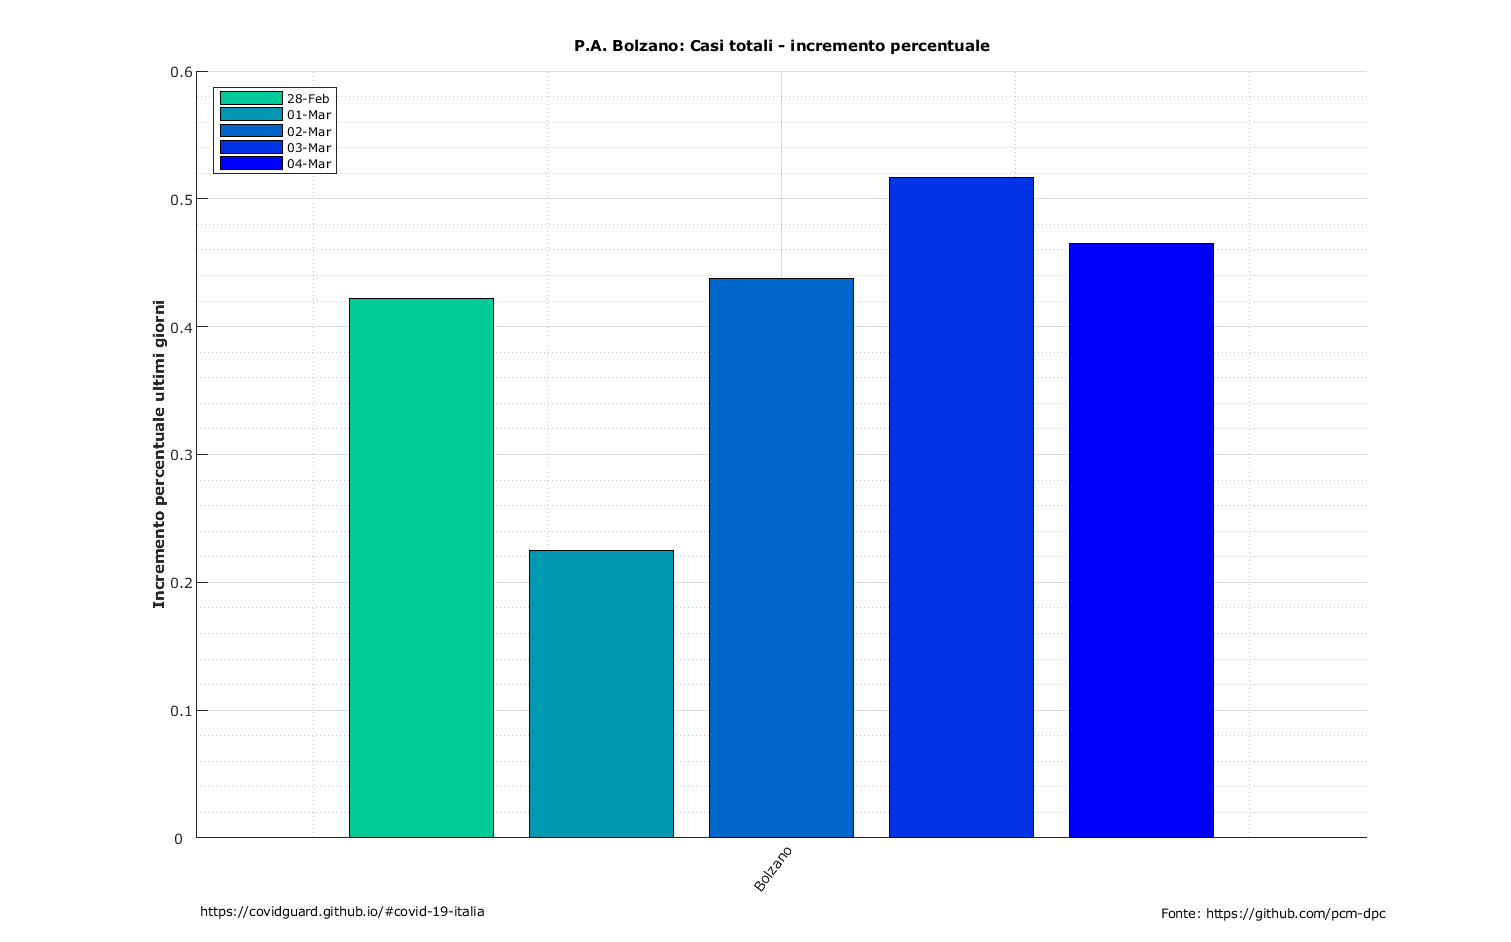 P.A. Bolzano: Casi totali - incremento percentuale
Incremento percentuale ultimi giorni
0.6
0.5
0.4
0.3
0.2
0.1
0
28-Feb
01-Mar
02-Mar
03-Mar
04-Mar
Bolzano
https://covidguard.github.io/#covid-19-italia
Fonte: https://github.com/pcm-dpc